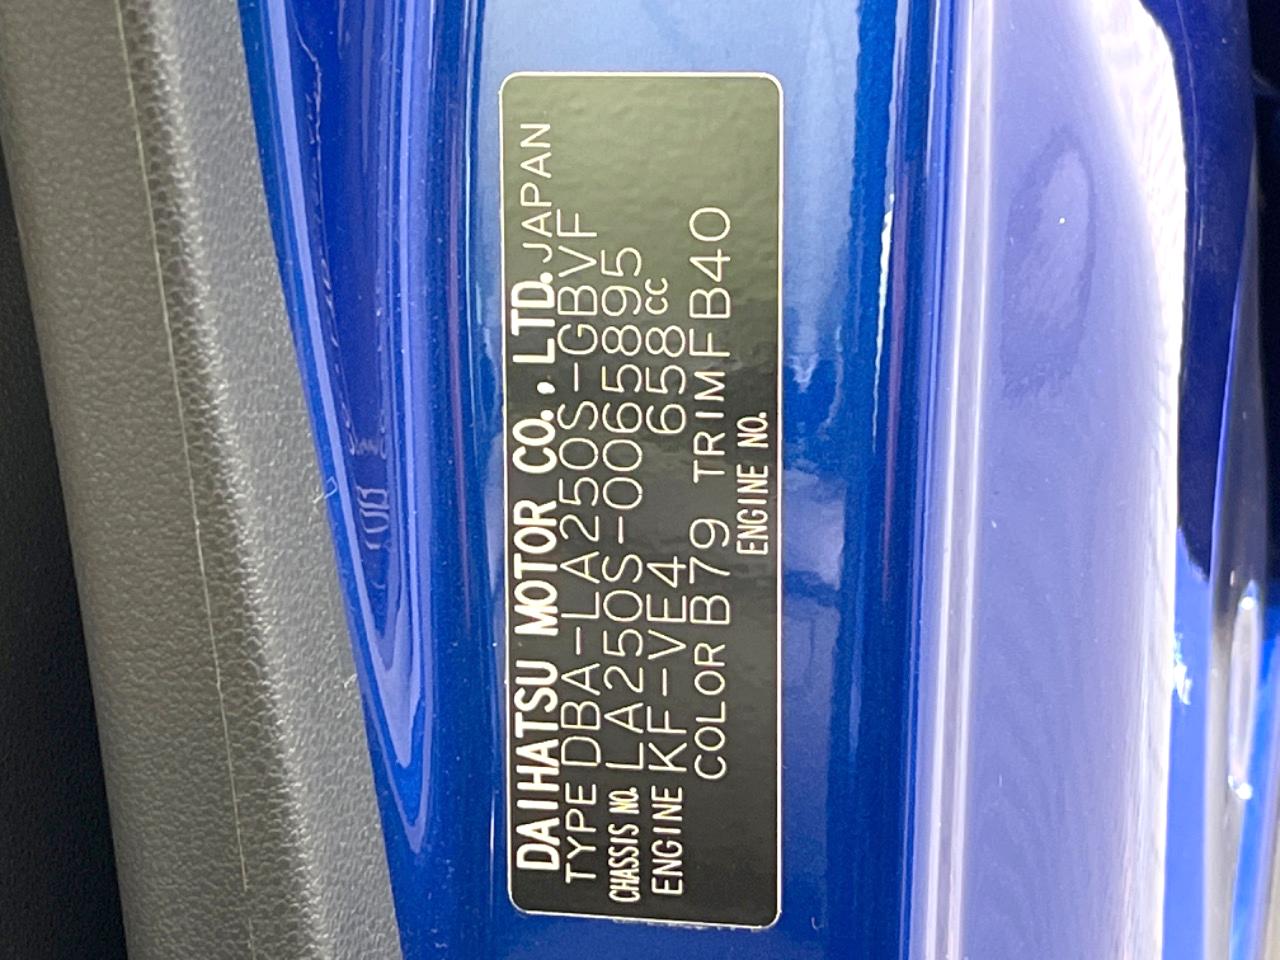 DAIHATSU MOTOR CO., LTD. JAPAN
TYPE DBA-LA250S-GBVF
CHASSIS NO. LA250S-0065895
ENGINE KF-VE4 658cc
COLOR B79 TRIM FB40
ENGINE NO.